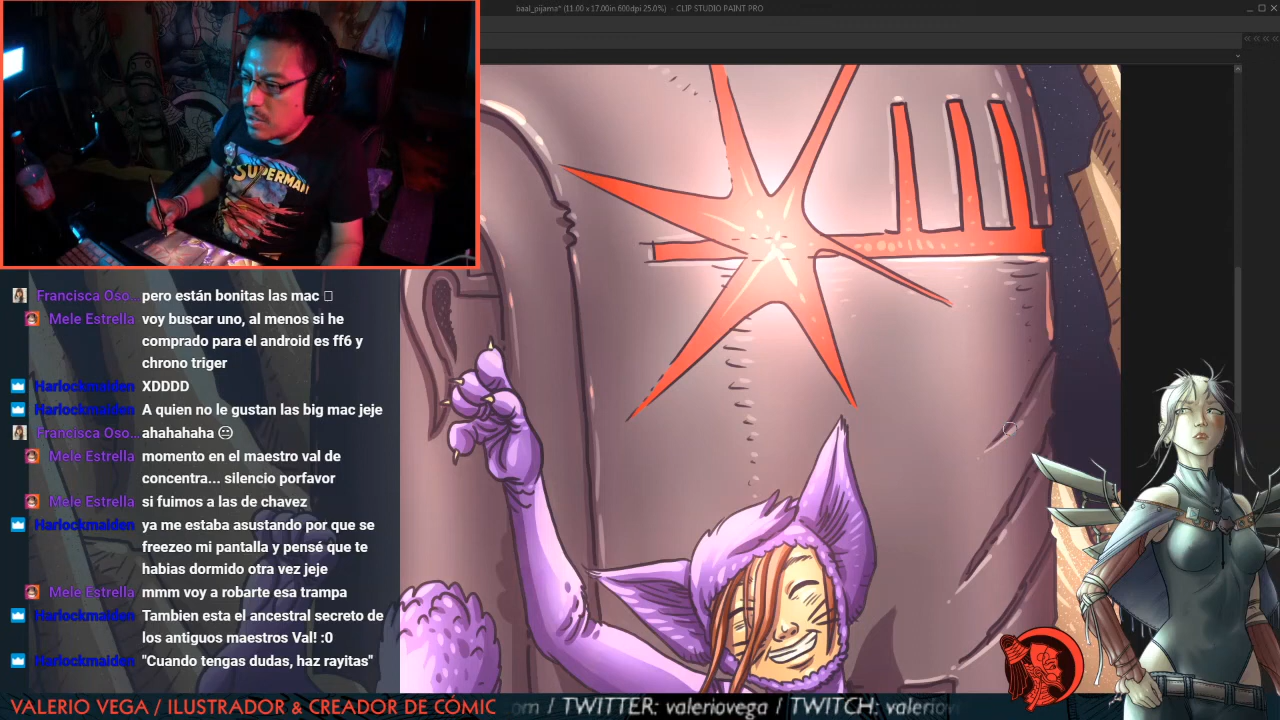 baal_pijama* (11.00 x 17.00in 600dpi 25.0%) - CLIP STUDIO PAINT PRO
SUPERMAN
Francisca Oso... pero están bonitas las mac
Mele Estrella voy buscar uno, al menos si he
comprado para el android es ff6 y
chrono triger
Harlockmaiden XDDDD
Harlockmaiden A quien no le gustan las big mac jeje
Francisca Oso... ahahahaha 😐
Mele Estrella momento en el maestro val de
concentra... silencio porfavor
Mele Estrella si fuimos a las de chavez
Harlockmaiden ya me estaba asustando por que se
freezeo mi pantalla y pensé que te
habias dormido otra vez jeje
Mele Estrella mmm voy a robarte esa trampa
Harlockmaiden Tambien esta el ancestral secreto de
los antiguos maestros Val! :0
Harlockmaiden "Cuando tengas dudas, haz rayitas"
VALERIO VEGA / ILUSTRADOR & CREADOR DE CÓMIC om / TWITTER: valeriovega / TWITCH: valerio